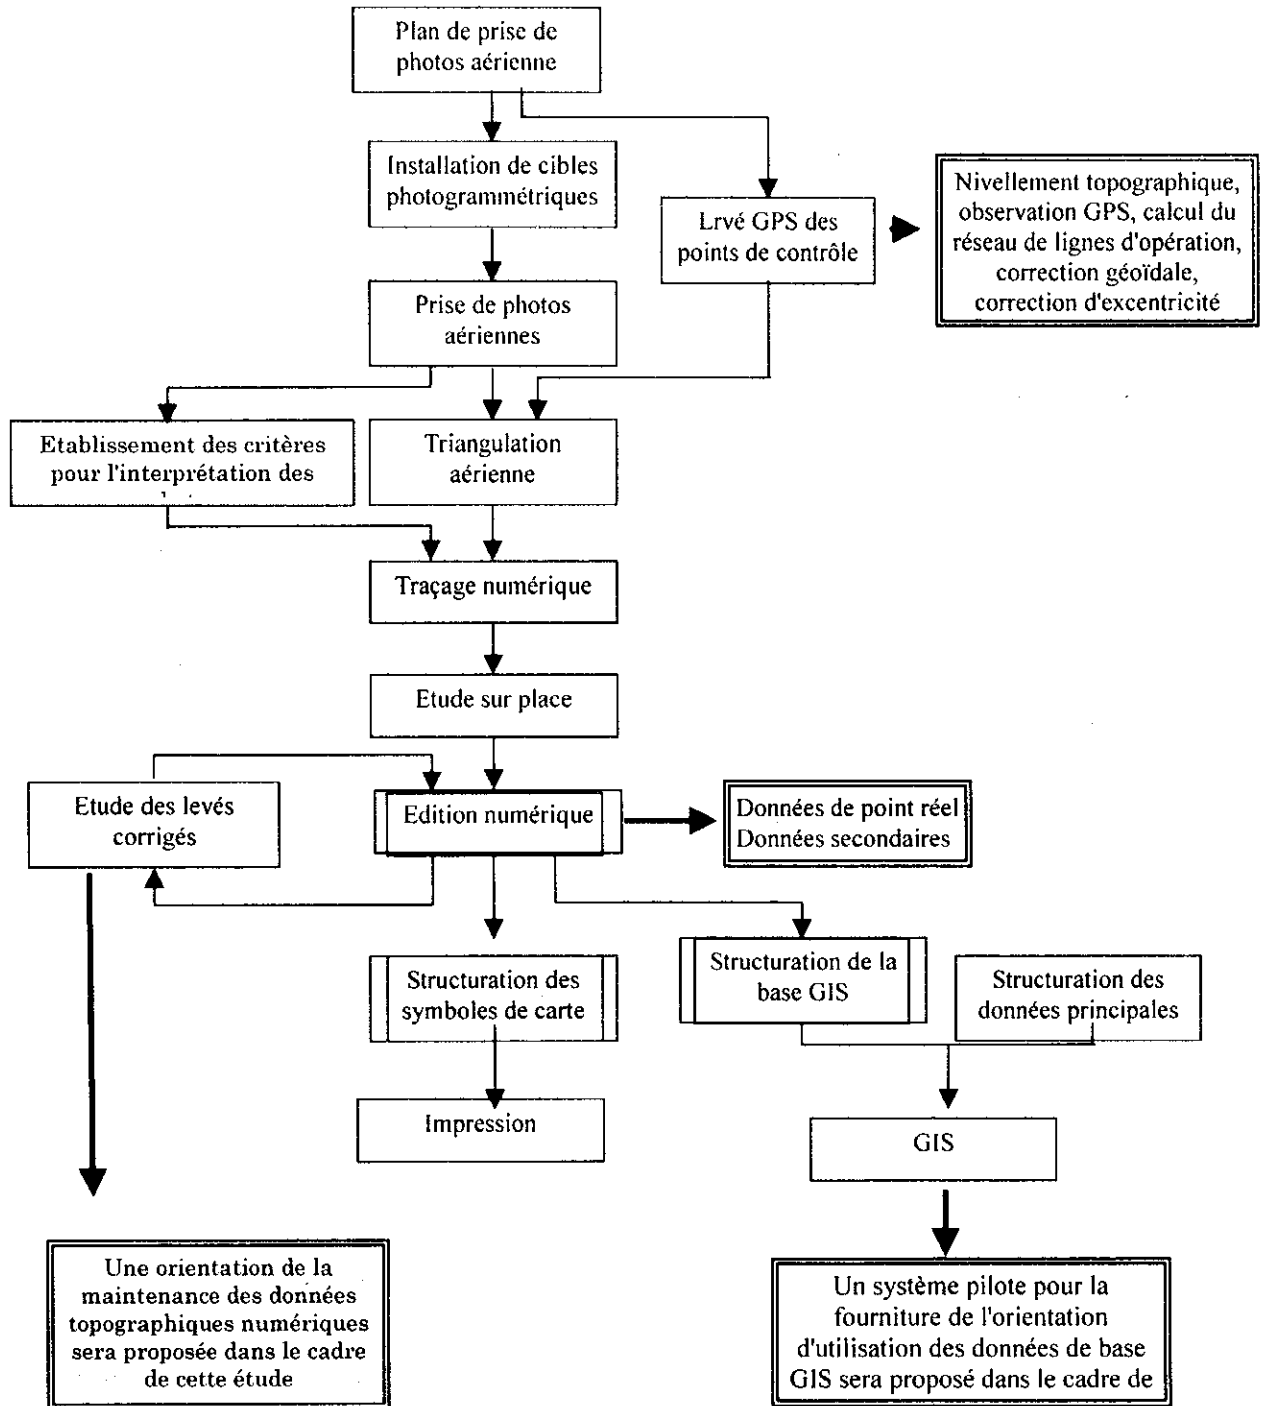 Plan de prise de
photos aérienne
Installation de cibles
photogrammétriques
Lrvé GPS des
points de contrôle
Nivellement topographique,
observation GPS, calcul du
réseau de lignes d'opération,
correction géoïdale,
correction d'excentricité
Prise de photos
aériennes
Etablissement des critères
pour l'interprétation des
Triangulation
aérienne
Traçage numérique
Etude sur place
Etude des levés
corrigés
Edition numérique
Données de point réel
Données secondaires
Structuration des
symboles de carte
Structuration de la
base GIS
Structuration des
données principales
Impression
GIS
Une orientation de la
maintenance des données
topographiques numériques
sera proposée dans le cadre
de cette étude
Un système pilote pour la
fourniture de l'orientation
d'utilisation des données de base
GIS sera proposé dans le cadre de